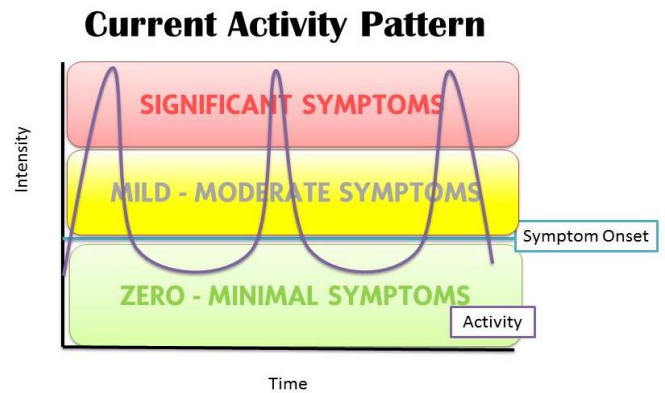 Current Activity Pattern
SIGNIFICANT SYMPTOMS
Intensity
MILD - MODERATE SYMPTOMS
Symptom Onset
ZERO - MINIMAL SYMPTOMS
Activity
Time